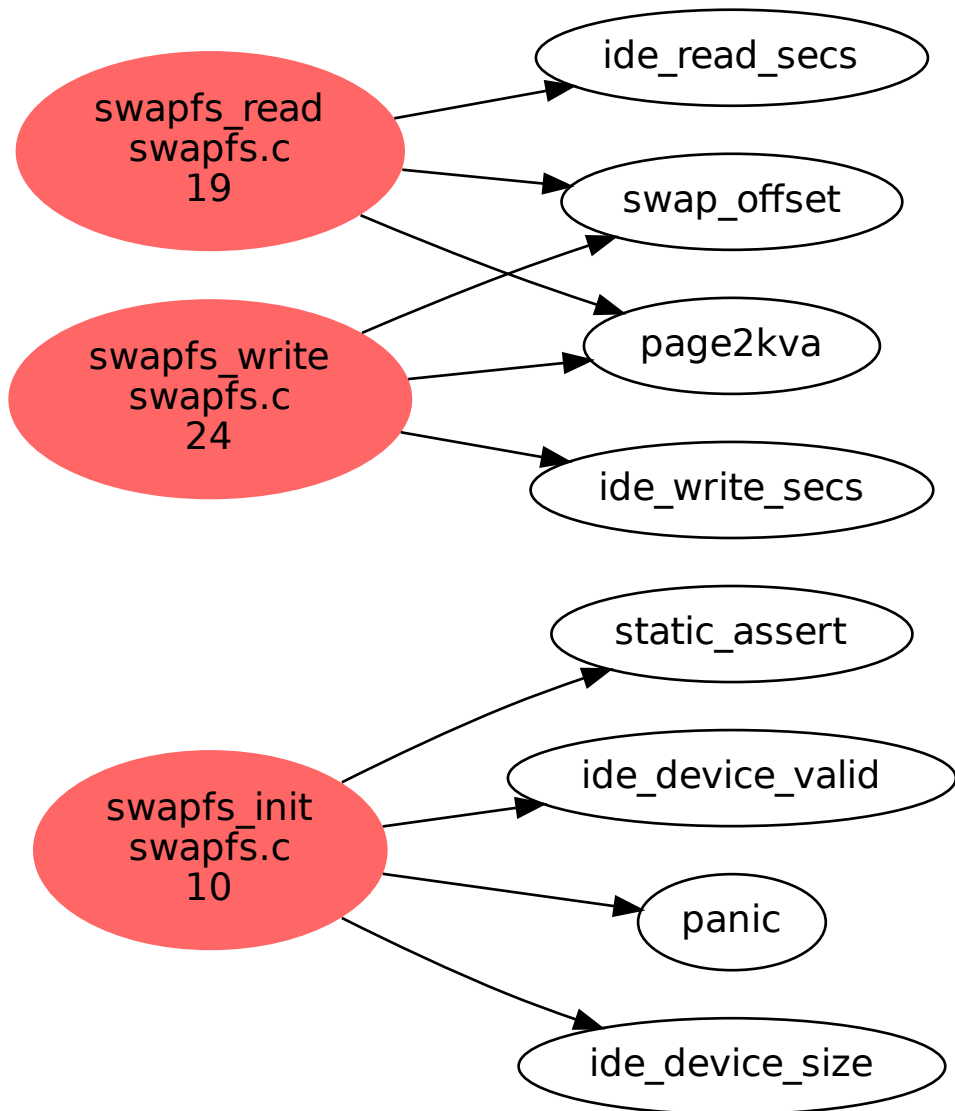 swapfs_read
swapfs.c
19
ide_read_secs
swap_offset
page2kva
swapfs_write
swapfs.c
24
ide_write_secs
static_assert
ide_device_valid
swapfs_init
swapfs.c
10
panic
ide_device_size